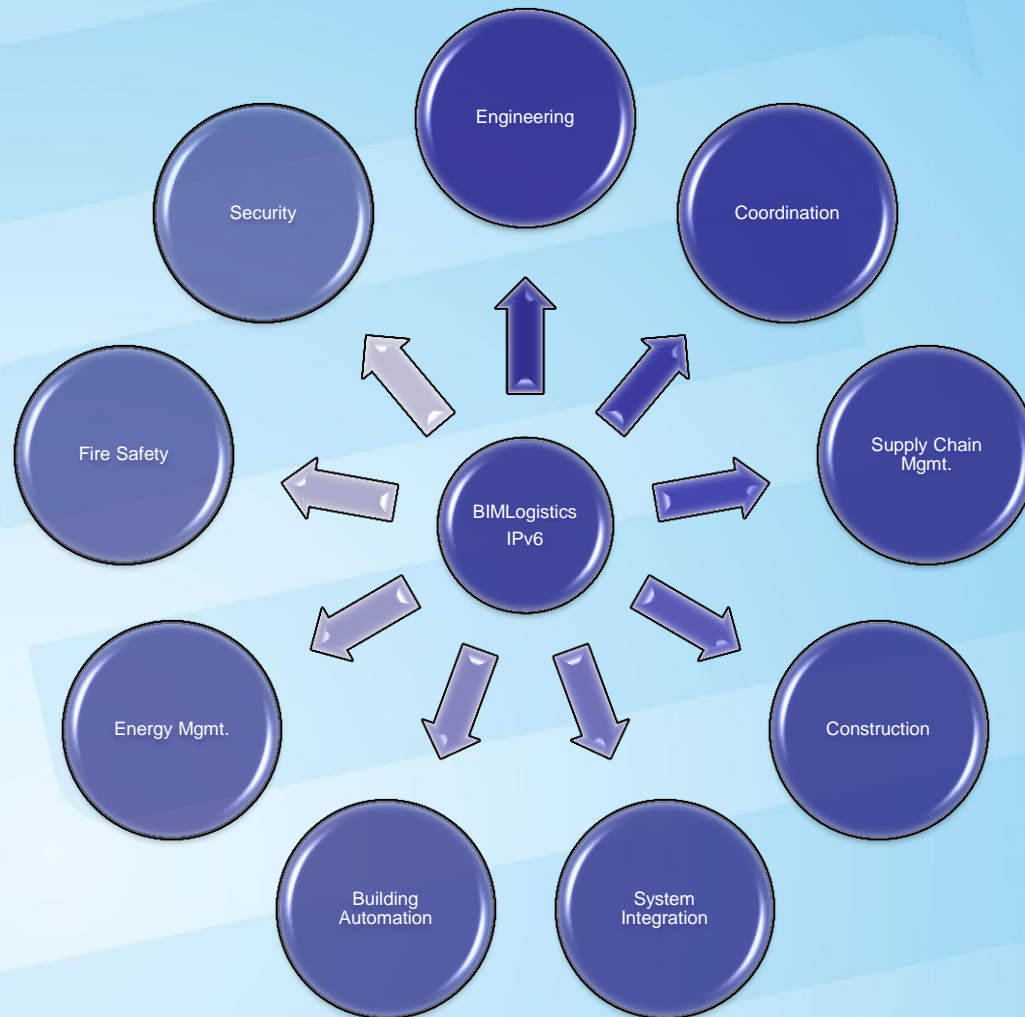 Engineering
Coordination
Supply Chain
Mgmt.
Construction
System
Integration
Building
Automation
Energy Mgmt.
Fire Safety
Security
BIMLogistics
IPv6